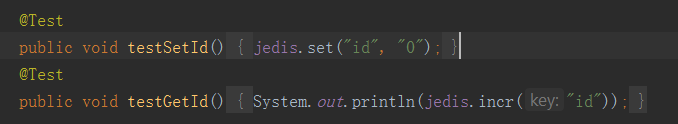 @Test
public void testSetId() { jedis.set("id", "0"); }
@Test
public void testGetId() { System.out.println(jedis.incr( key: "id")); }